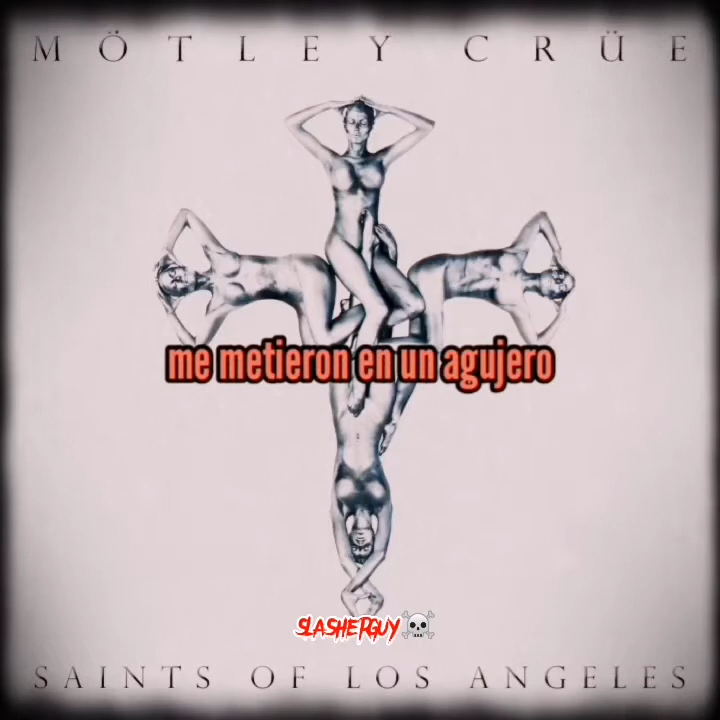 MÖTLEY CRÜE
me metieron en un agujero
SLASHERGUY
SAINTS OF LOS ANGELES